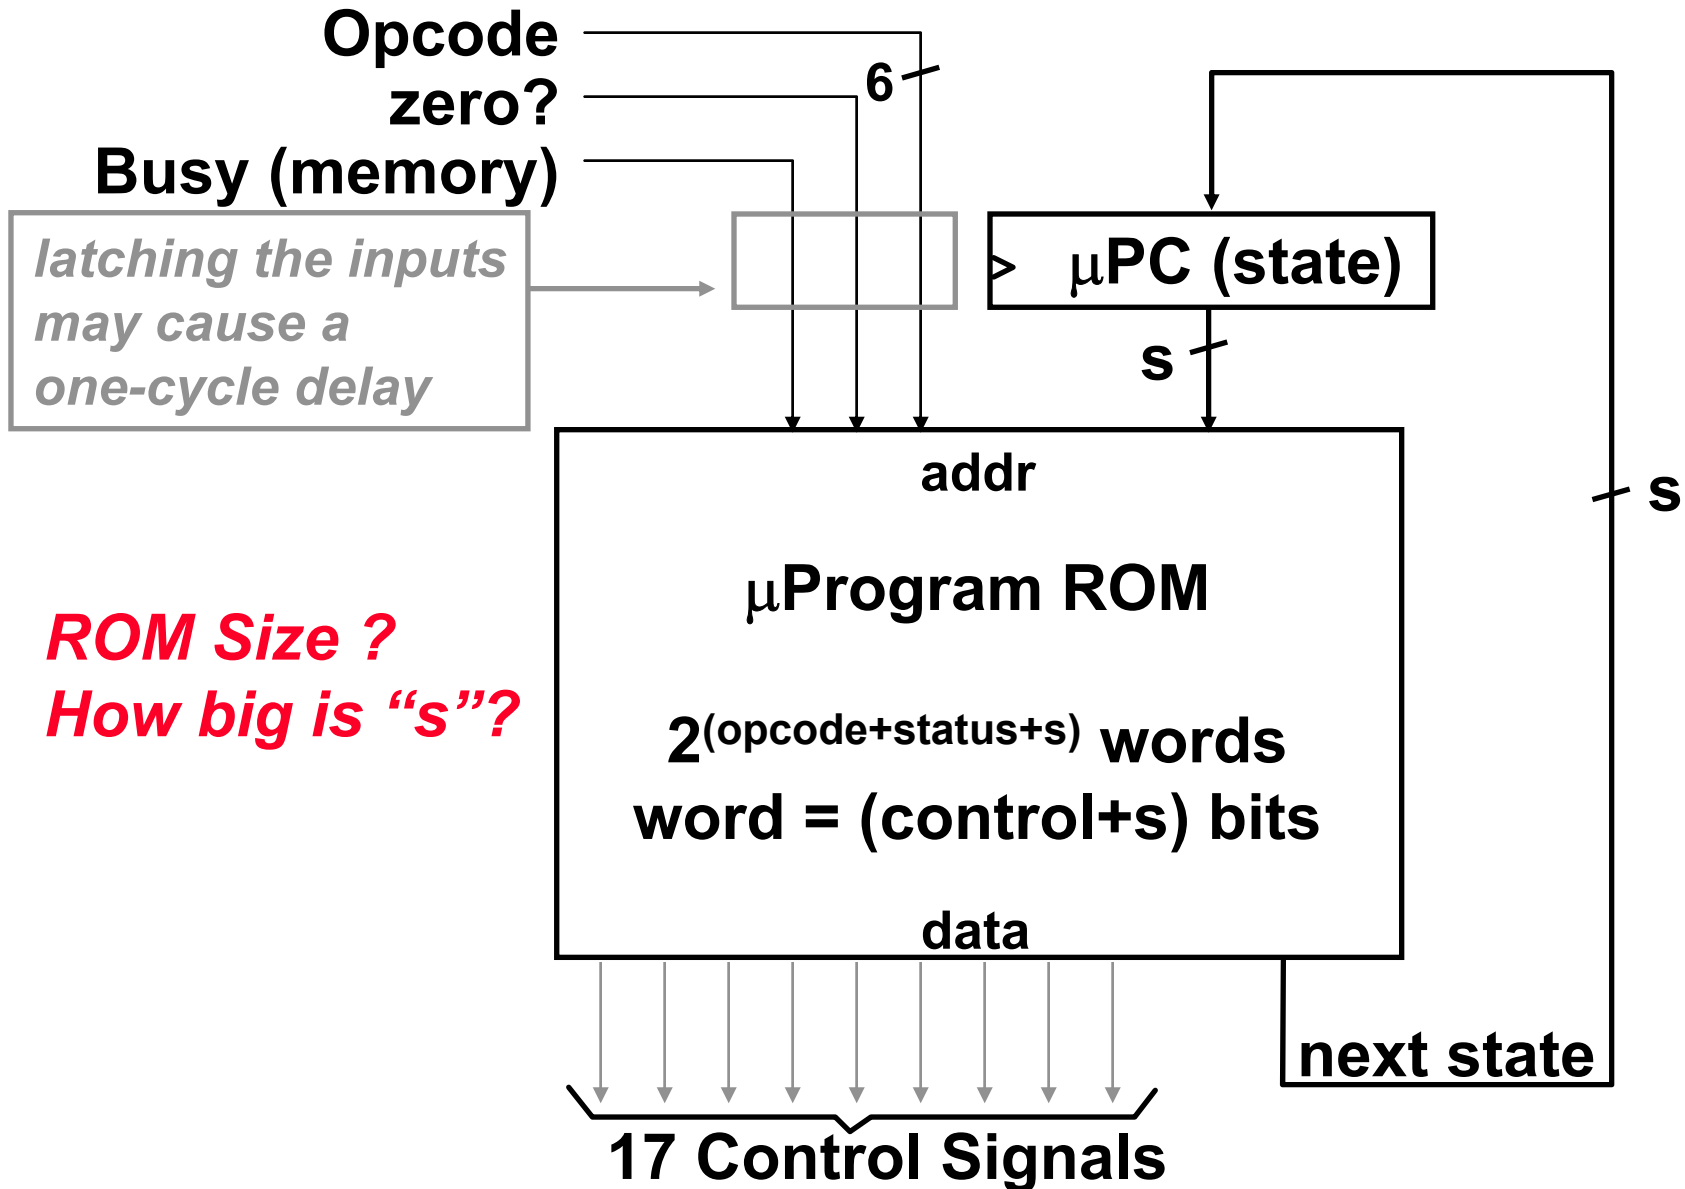 Opcode
6
zero?
Busy (memory)
latching the inputs
may cause a
one-cycle delay
> μPC (state)
s
s
addr
μProgram ROM
ROM Size ?
How big is “s”?
2(opcode+status+s) words
word = (control+s) bits
data
next state
17 Control Signals